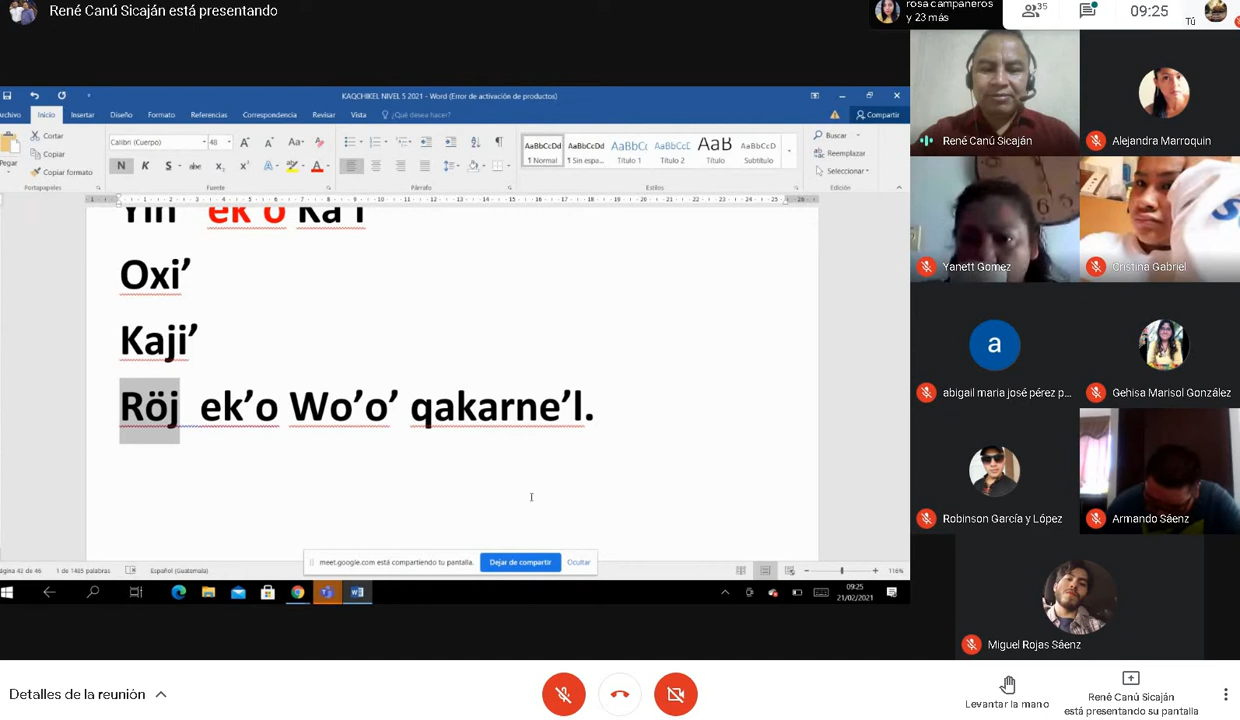 René Canú Sicaján está presentando
rosa campaneros
y 23 más
35
09:25
Tú
KAQCHIKEL NIVEL 5 2021 - Word (Error de activación de productos)
Archivo Inicio Insertar Diseño Formato Referencias Correspondencia Revisar Vista ¿Qué desea hacer? Compartir
Pegar
Cortar
Copiar
Copiar formato
Portapapeles
Calibri (Cuerpo) 48
N K S abc
Fuente
Párrafo
AaBbCcDd AaBbCcDd AaBbCc AaBbCcD AaB AaBbCcD
1 Normal 1 Sin espa... Título 1 Título 2 Título Subtítulo
Estilos
Buscar
Reemplazar
Seleccionar
Edición
Yin ek’o Ka’i’
Oxi’
Kaji’
Röj ek’o Wo’o’ qakarne’l.
meet.google.com está compartiendo tu pantalla. Dejar de compartir Ocultar
Página 42 de 46 1 de 1465 palabras Español (Guatemala) 116%
09:25
21/02/2021
René Canú Sicaján
Alejandra Marroquin
Yanett Gomez
Cristina Gabriel
a
abigail maria josé pérez p...
Gehisa Marisol González
Robinson García y López
Armando Sáenz
Miguel Rojas Sáenz
Detalles de la reunión
Levantar la mano
René Canú Sicaján
está presentando su pantalla